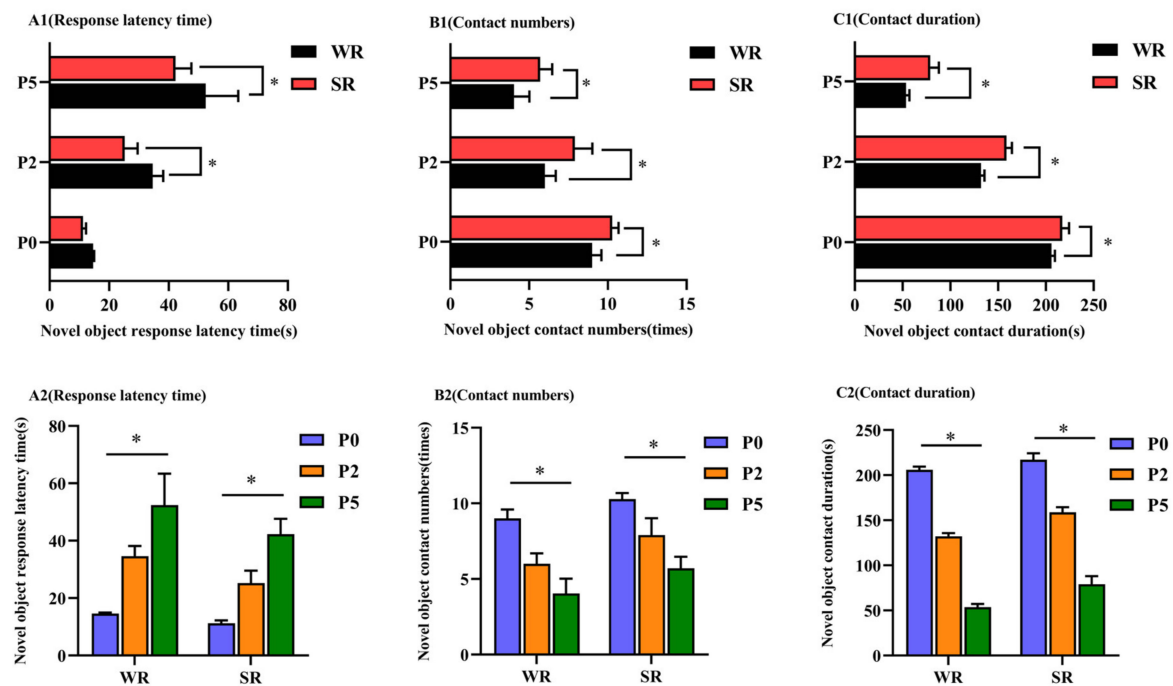 A1(Response latency time)
WR
SR
P5
P2
P0
*
*
0 20 40 60 80
Novel object response latency time(s)
B1(Contact numbers)
P5
P2
P0
*
*
*
0 5 10 15
Novel object contact numbers(times)
C1(Contact duration)
WR
SR
P5
P2
P0
*
*
*
0 50 100 150 200 250
Novel object contact duration(s)
A2(Response latency time)
Novel object response latency time(s)
80
60
40
20
0
*
*
P0
P2
P5
WR SR
B2(Contact numbers)
Novel object contact numbers(times)
15
10
5
0
*
*
P0
P2
P5
WR SR
C2(Contact duration)
Novel object contact duration(s)
250
200
150
100
50
0
*
*
P0
P2
P5
WR SR